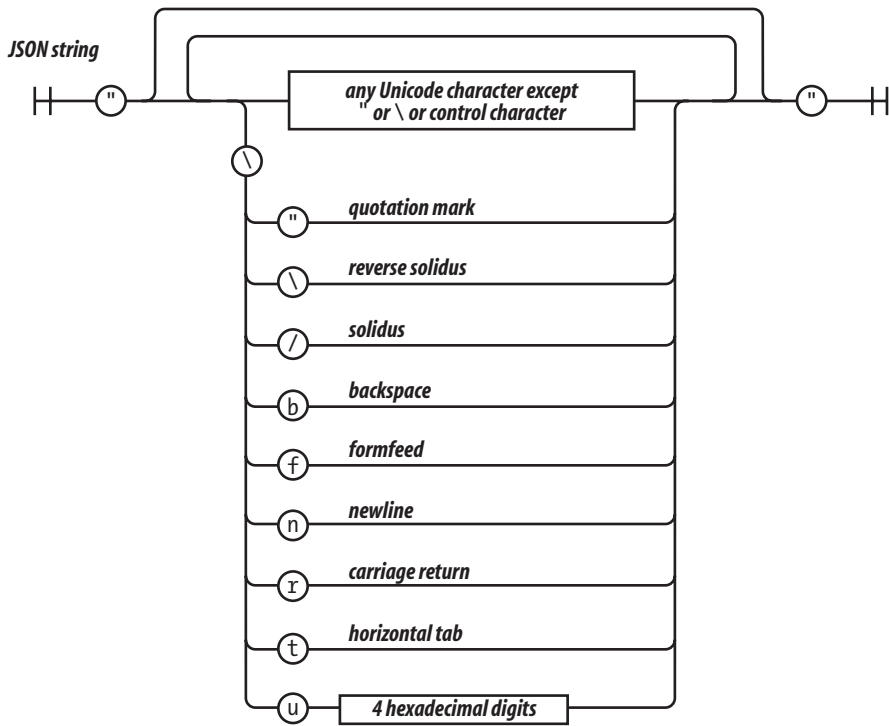 JSON string
"
any Unicode character except
" or \ or control character
"
\
" quotation mark
\ reverse solidus
/ solidus
b backspace
f formfeed
n newline
r carriage return
t horizontal tab
u 4 hexadecimal digits